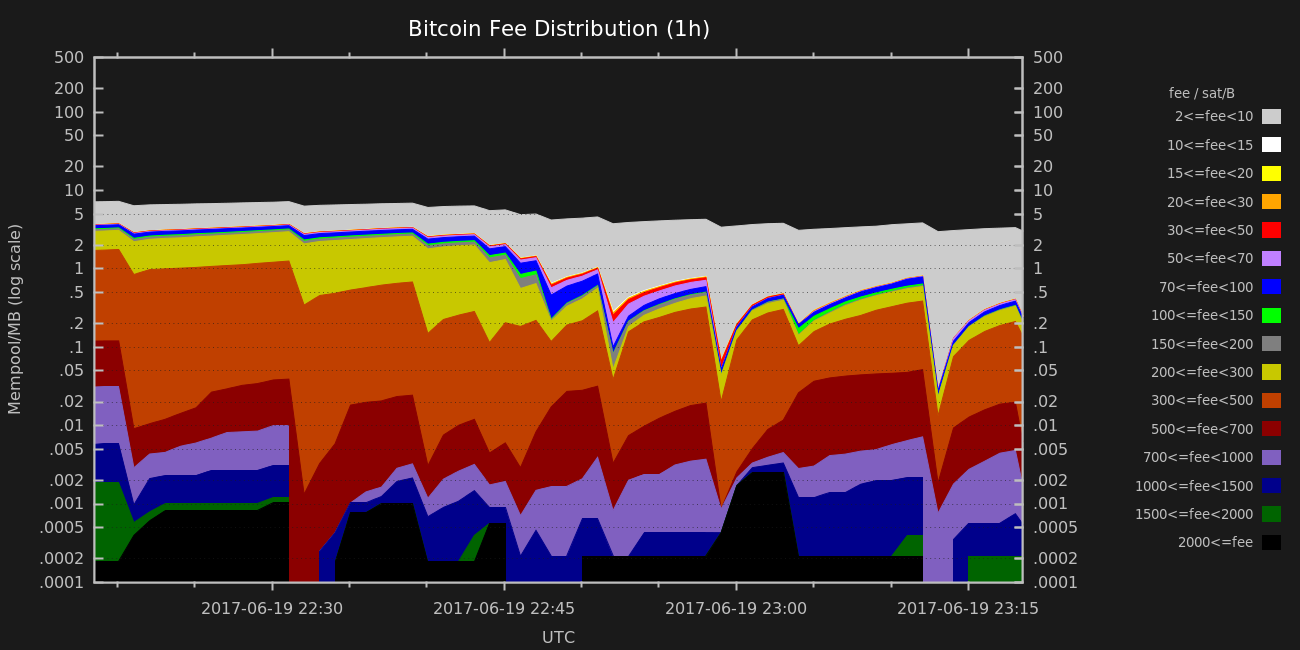 Bitcoin Fee Distribution (1h)
500 500
200 200
100 100
50 50
20 20
10 10
5 5
2 2
1 1
.5 .5
.2 .2
.1 .1
.05 .05
.02 .02
.01 .01
.005 .005
.002 .002
.001 .001
.0005 .0005
.0002 .0002
.0001 .0001
Mempool/MB (log scale)
2017-06-19 22:30 2017-06-19 22:45 2017-06-19 23:00 2017-06-19 23:15
UTC
fee / sat/B
2<=fee<10
10<=fee<15
15<=fee<20
20<=fee<30
30<=fee<50
50<=fee<70
70<=fee<100
100<=fee<150
150<=fee<200
200<=fee<300
300<=fee<500
500<=fee<700
700<=fee<1000
1000<=fee<1500
1500<=fee<2000
2000<=fee